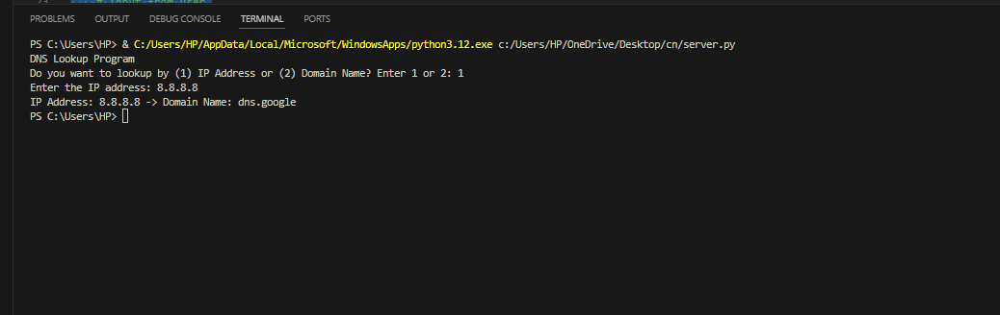 # Input from user
PROBLEMS OUTPUT DEBUG CONSOLE TERMINAL PORTS
PS C:\Users\HP> & C:/Users/HP/AppData/Local/Microsoft/WindowsApps/python3.12.exe c:/Users/HP/OneDrive/Desktop/cn/server.py
DNS Lookup Program
Do you want to lookup by (1) IP Address or (2) Domain Name? Enter 1 or 2: 1
Enter the IP address: 8.8.8.8
IP Address: 8.8.8.8 -> Domain Name: dns.google
PS C:\Users\HP>